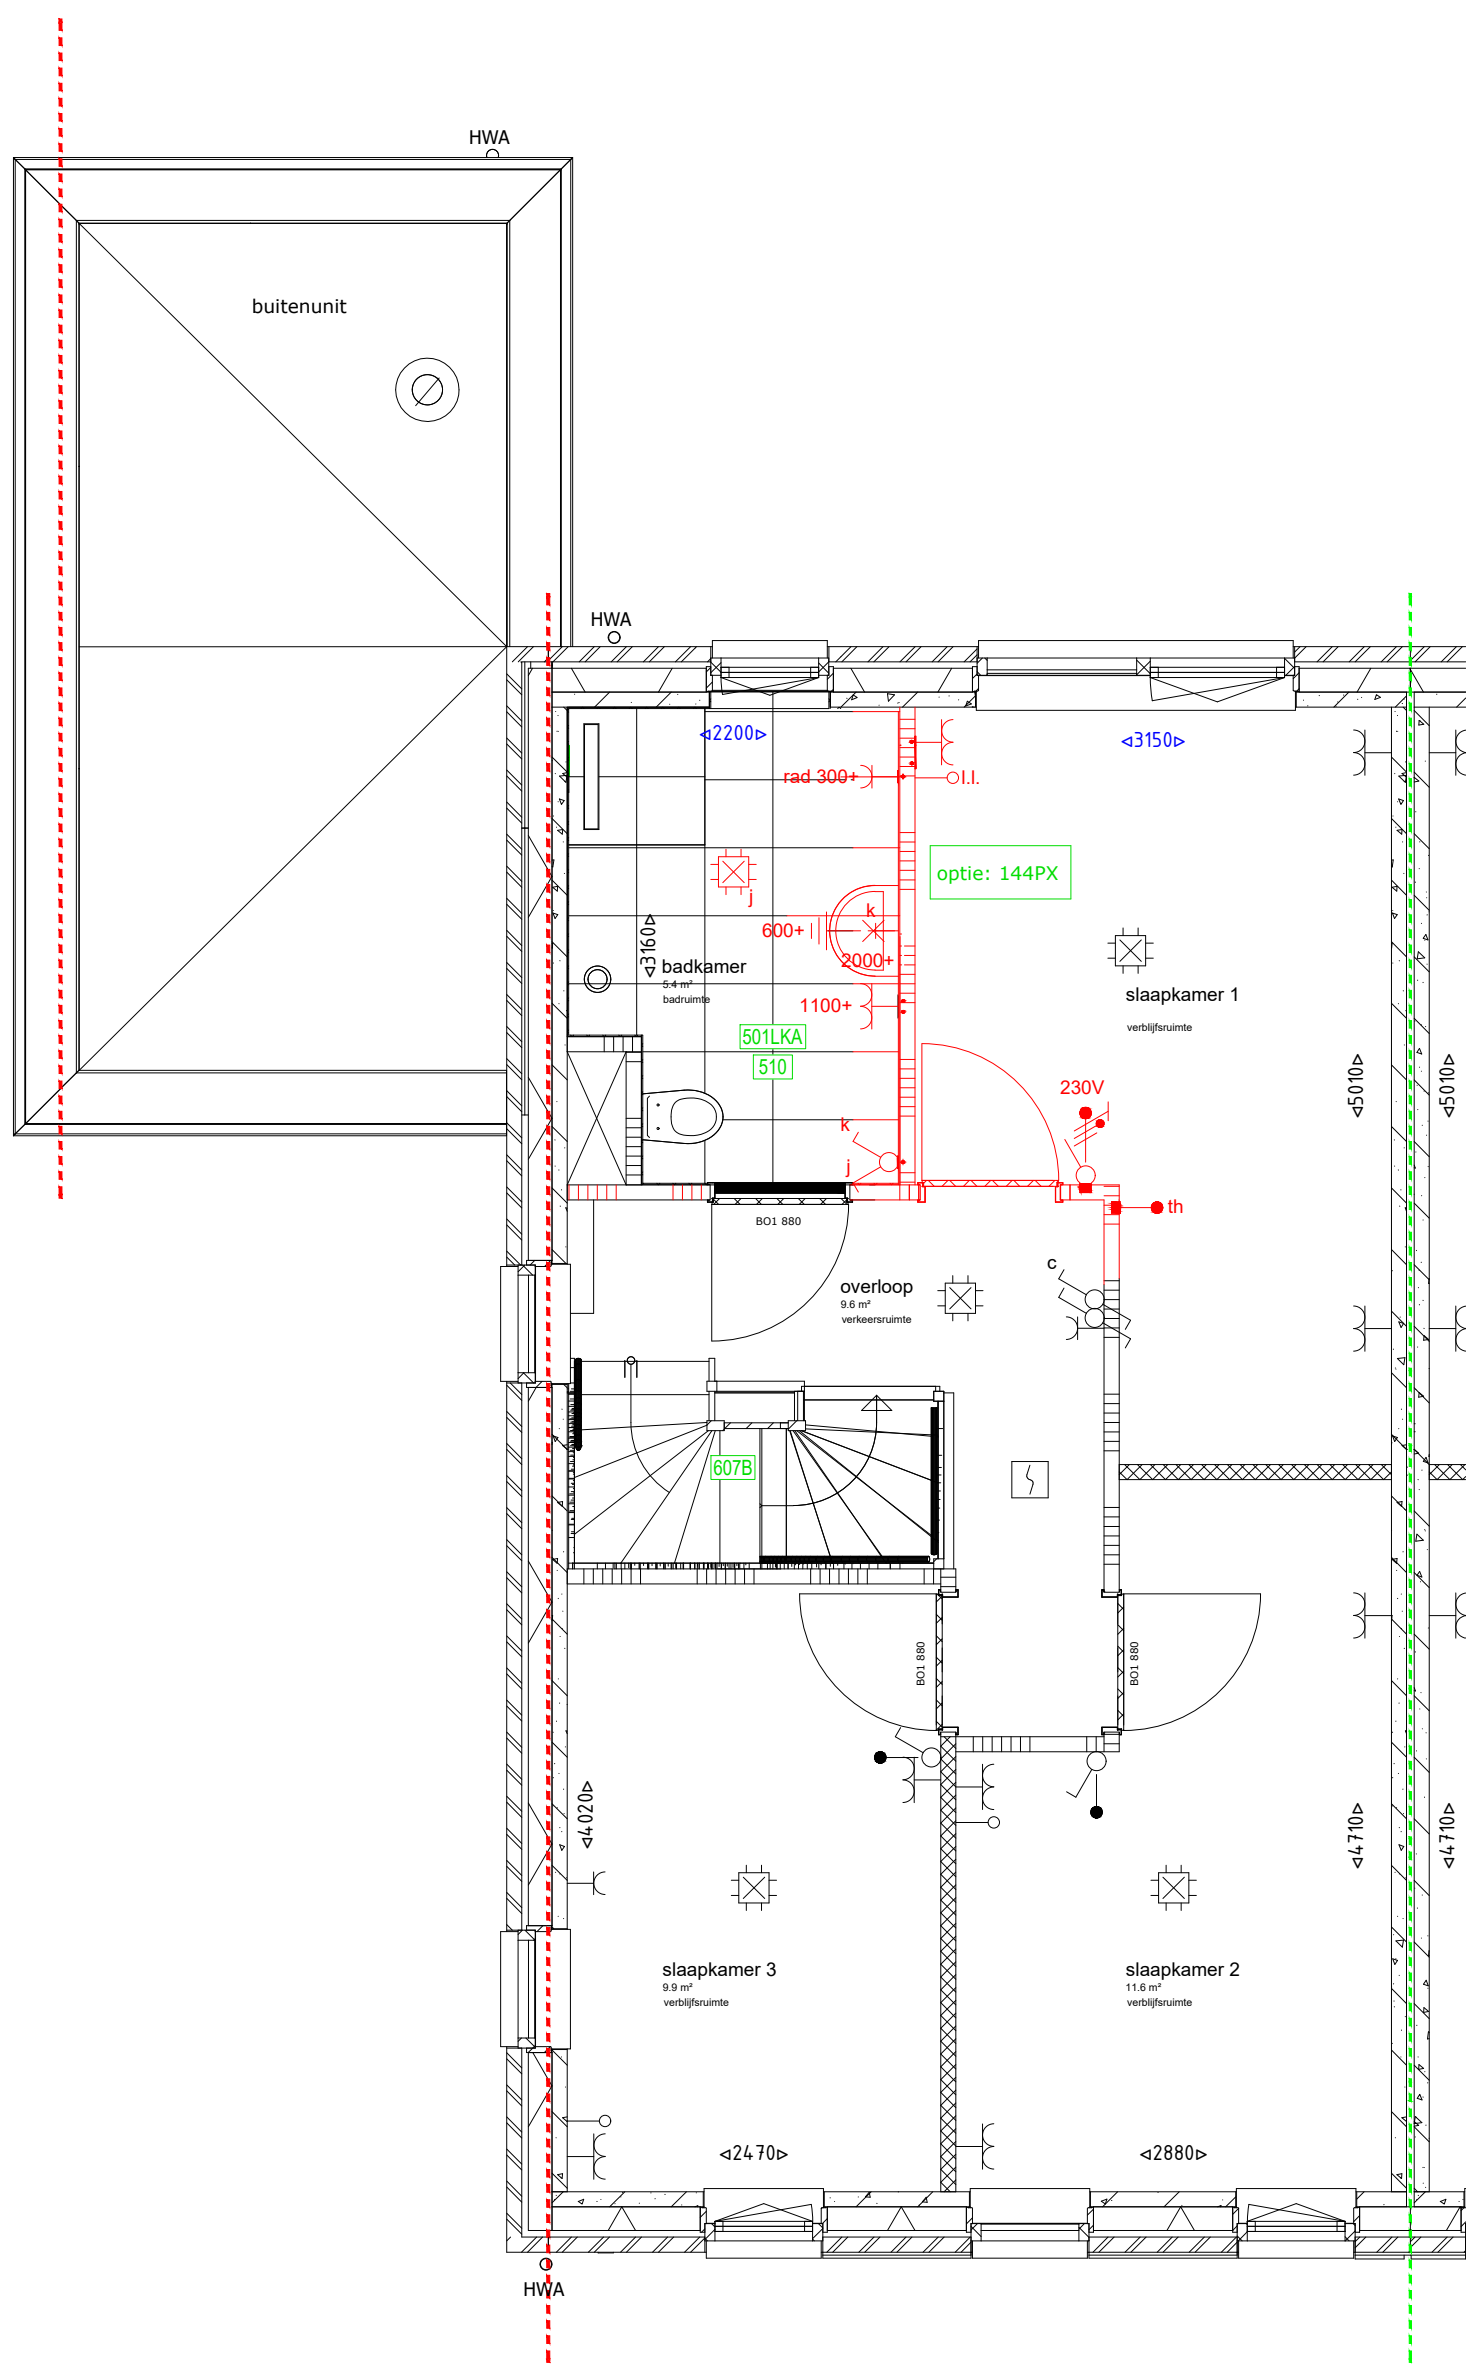 HWA
buitenunit
HWA
2200
3150
rad 300+
l.l.
optie: 144PX
j
k
600+
2000+
3160
badkamer
5.4 m²
badruimte
1100+
slaapkamer 1
verblijfsruimte
501LKA
510
5010
5010
230V
k
j
th
BO1 880
overloop
9.6 m²
verkeersruimte
c
607B
BO1 880
BO1 880
4020
4710
4710
slaapkamer 3
9.9 m²
verblijfsruimte
slaapkamer 2
11.6 m²
verblijfsruimte
2470
2880
HWA